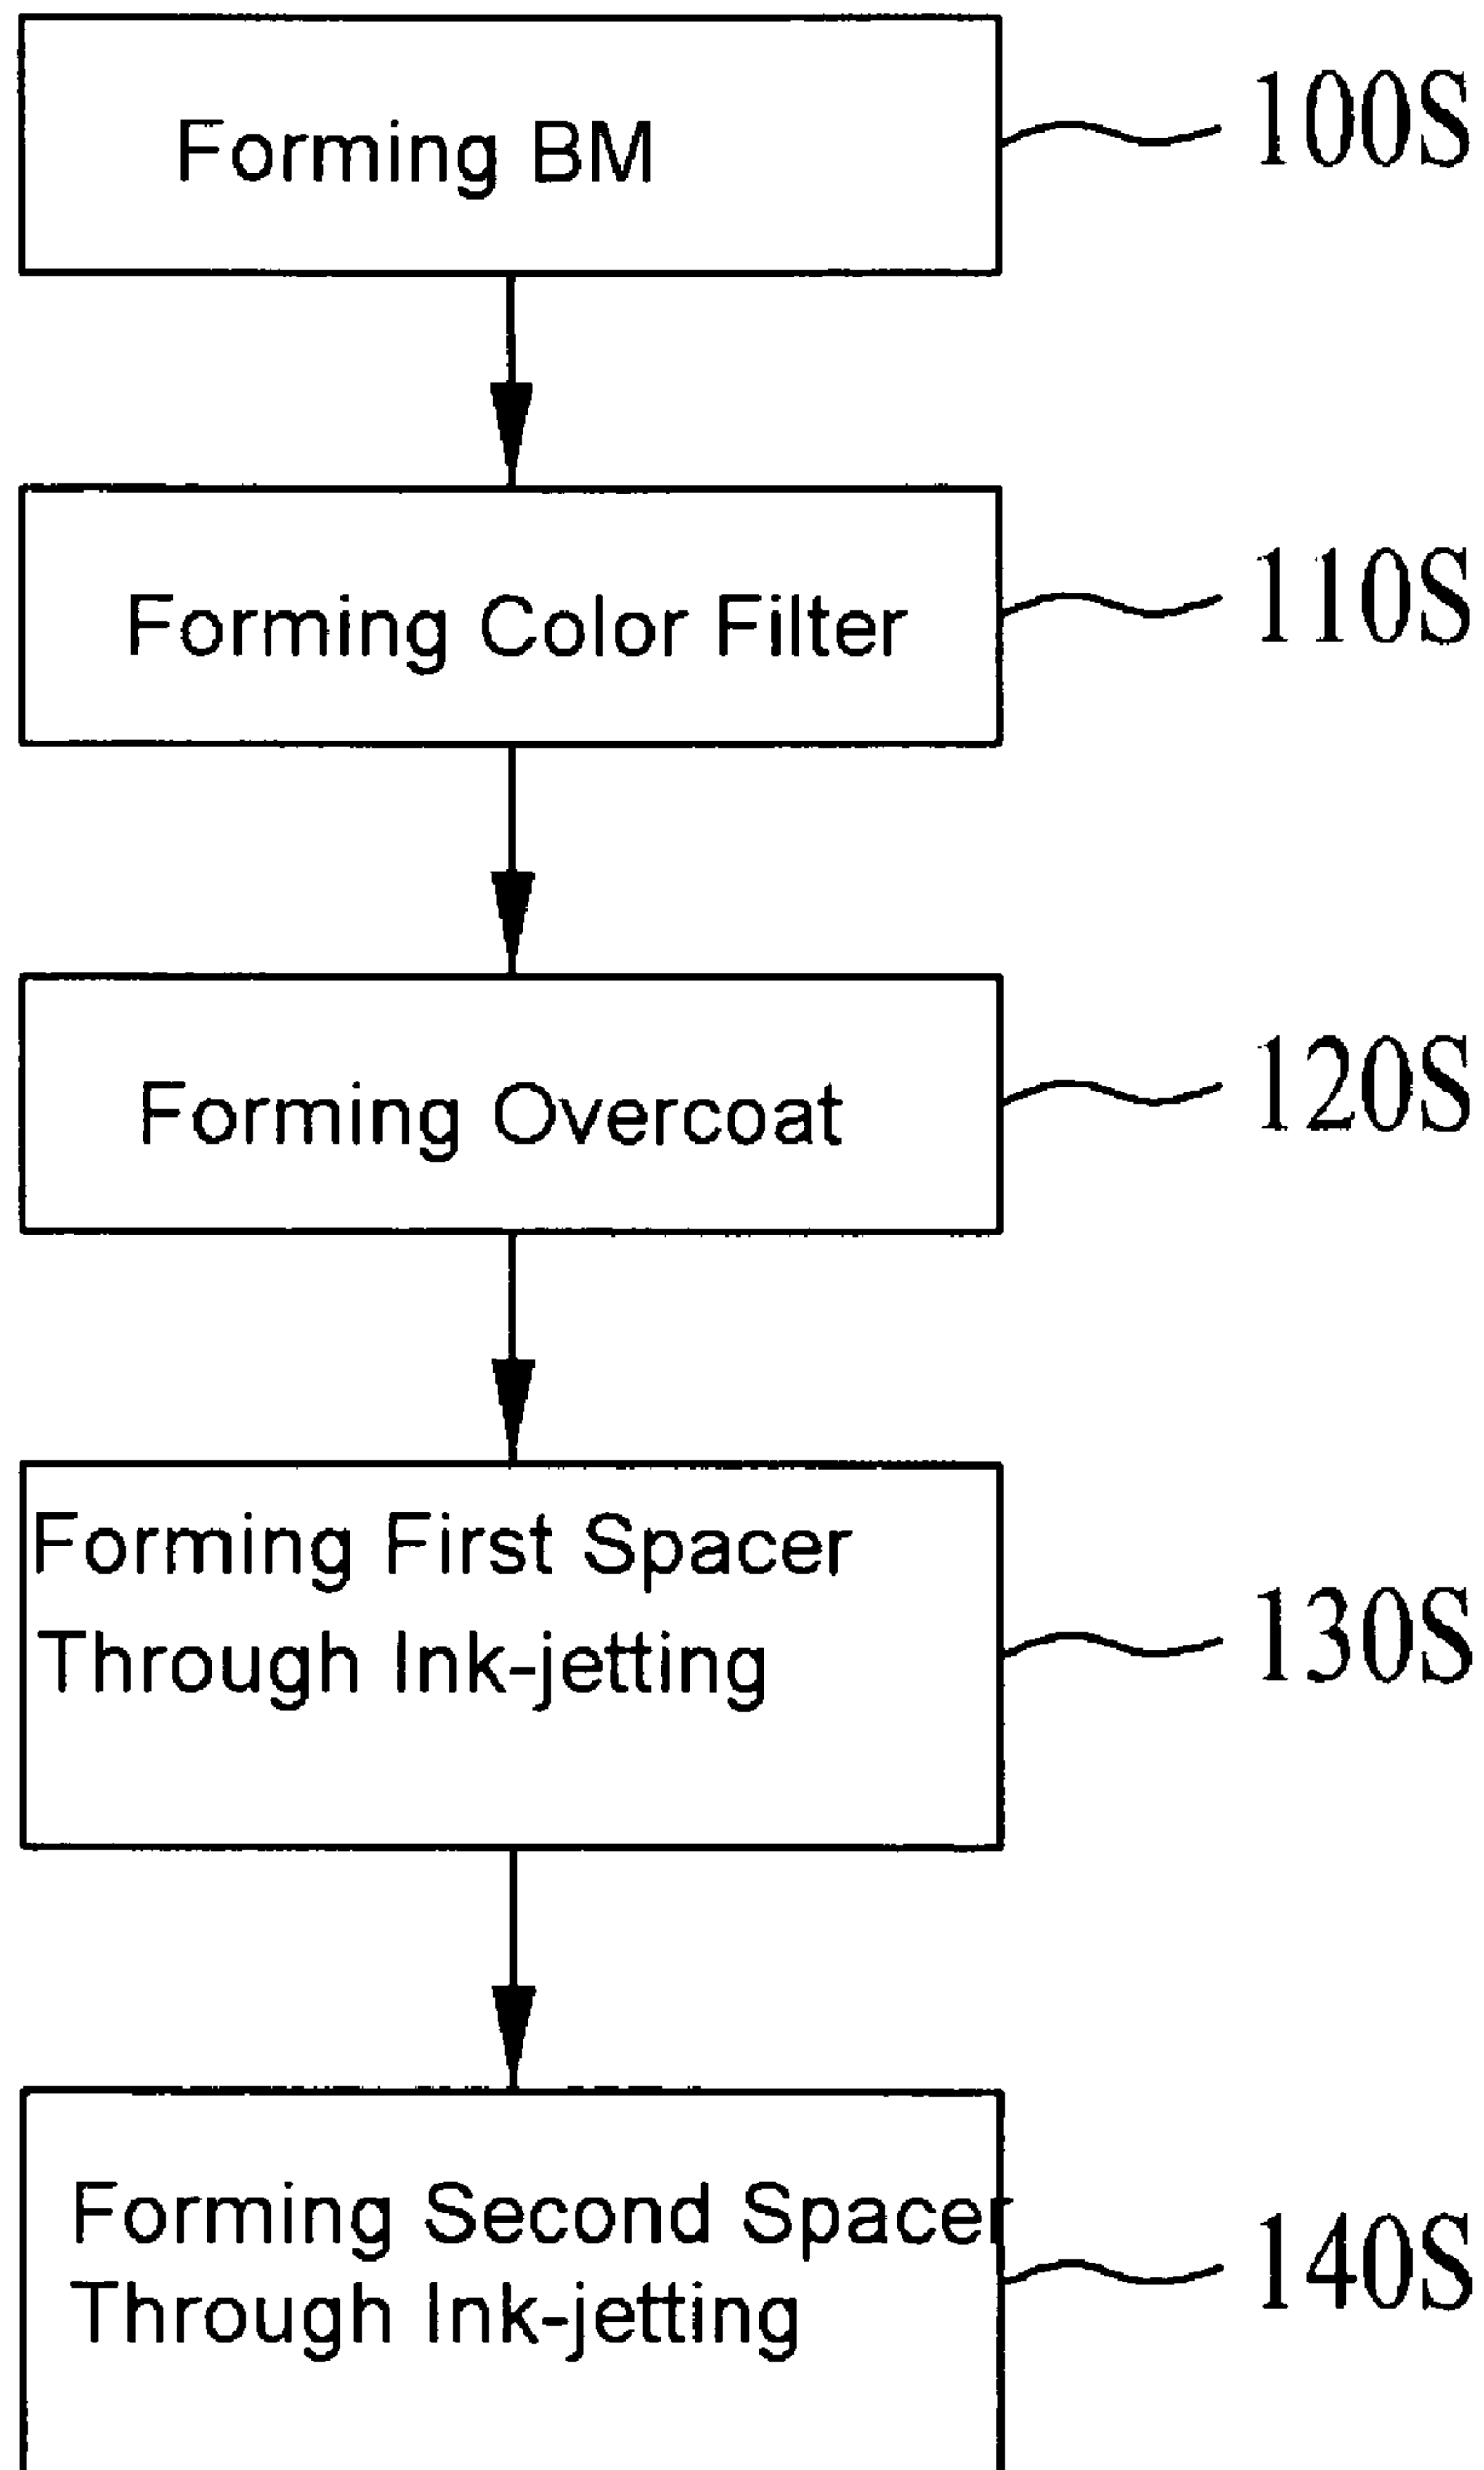 Forming BM
100S
Forming Color Filter
110S
Forming Overcoat
120S
Forming First Spacer
Through Ink-jetting
130S
Forming Second Spacer
Through Ink-jetting
140S